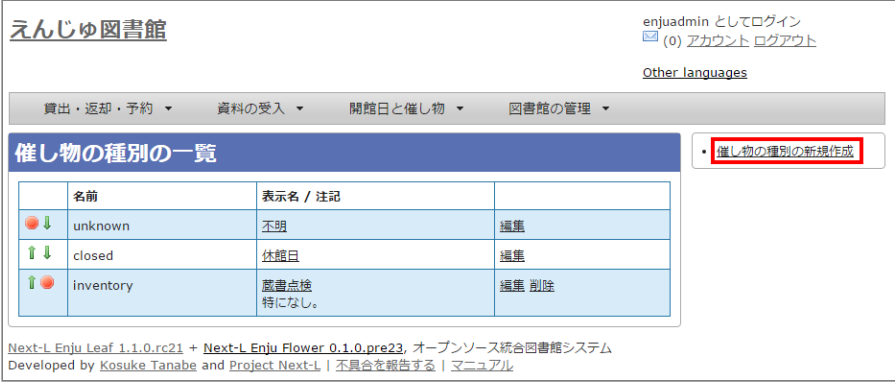 えんじゅ図書館
enjuadmin としてログイン
(0) アカウント ログアウト
Other languages
貸出・返却・予約 ▼ 資料の受入 ▼ 開館日と催し物 ▼ 図書館の管理 ▼
催し物の種別の一覧
• 催し物の種別の新規作成
名前 表示名 / 注記
unknown 不明 編集
closed 休館日 編集
inventory 蔵書点検 編集 削除
特になし。
Next-L Enju Leaf 1.1.0.rc21 + Next-L Enju Flower 0.1.0.pre23, オープンソース統合図書館システム
Developed by Kosuke Tanabe and Project Next-L | 不具合を報告する | マニュアル